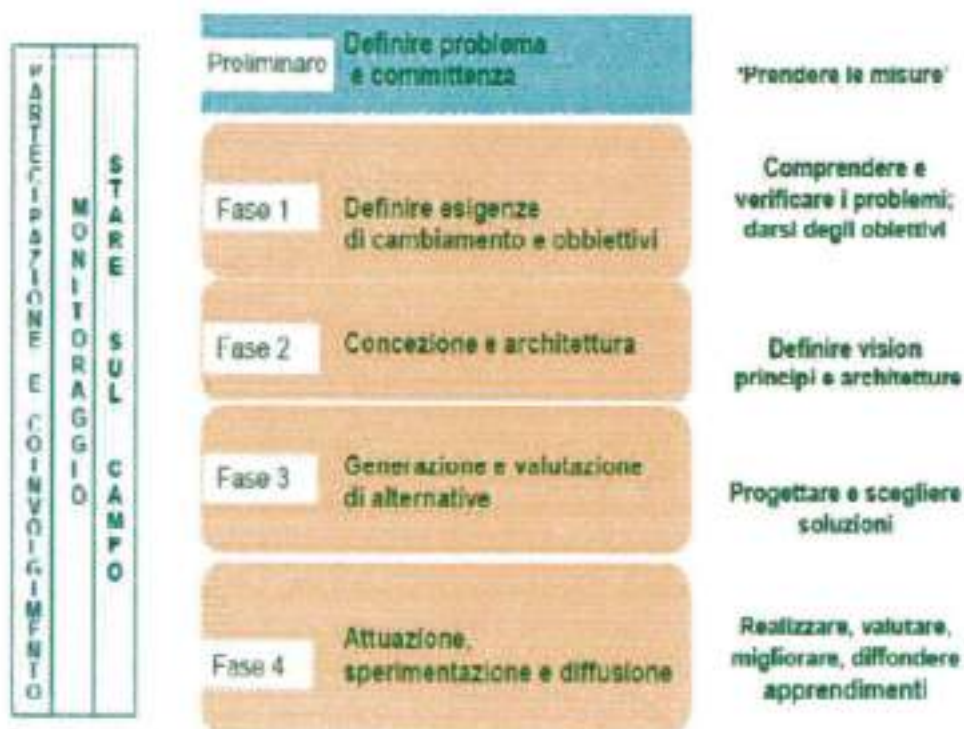 PARTECIPAZIONE E COINVOLGIMENTO
MONITORAGGIO
STARE SUL CAMPO
Proliminaro
Definire problema
e committenza
'Prendere le misure'
Fase 1
Definire esigenze
di cambiamento e obbiettivi
Comprendere e
verificare i problemi;
darsi degli obiettivi
Fase 2
Concezione e architettura
Definire vision
principi e architetture
Fase 3
Generazione e valutazione
di alternative
Progettare e scegliere
soluzioni
Fase 4
Attuazione,
sperimentazione e diffusione
Realizzare, valutare,
migliorare, diffondere
apprendimenti